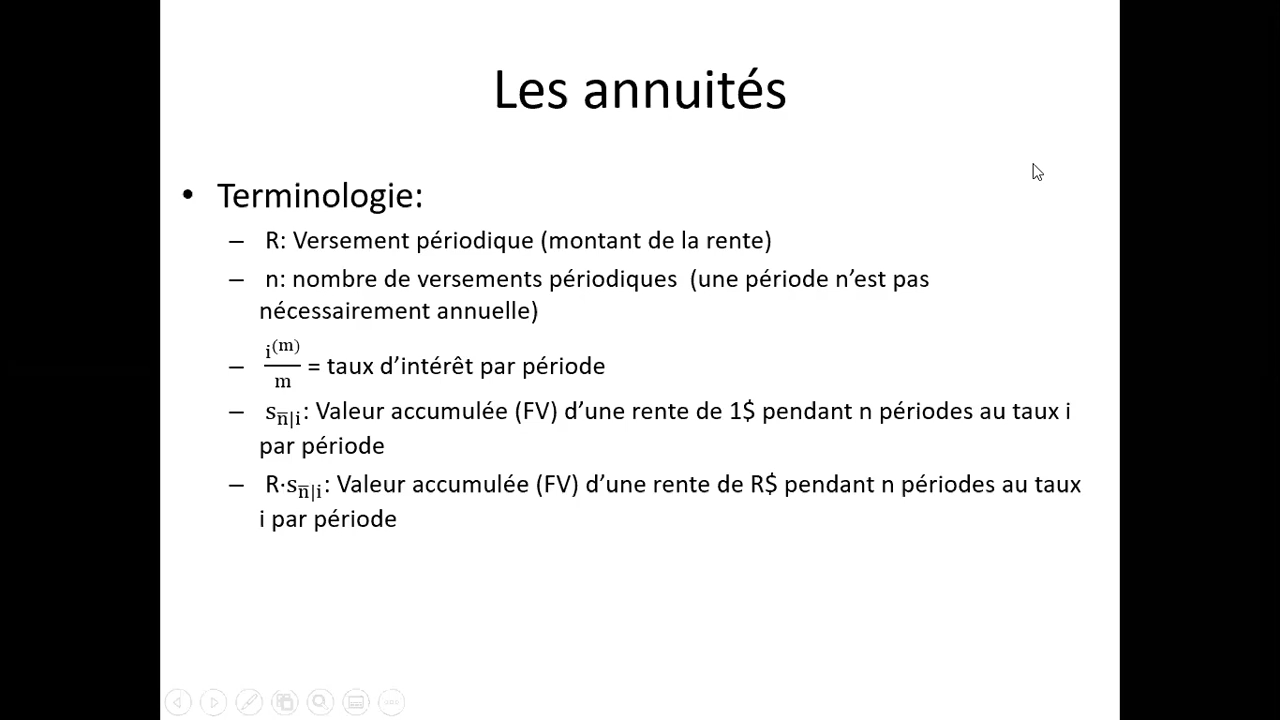 Les annuités
• Terminologie:
– R: Versement périodique (montant de la rente)
– n: nombre de versements périodiques (une période n’est pas
nécessairement annuelle)
– i^(m)/m = taux d’intérêt par période
– s_n̅|i: Valeur accumulée (FV) d’une rente de 1$ pendant n périodes au taux i
par période
– R·s_n̅|i: Valeur accumulée (FV) d’une rente de R$ pendant n périodes au taux
i par période